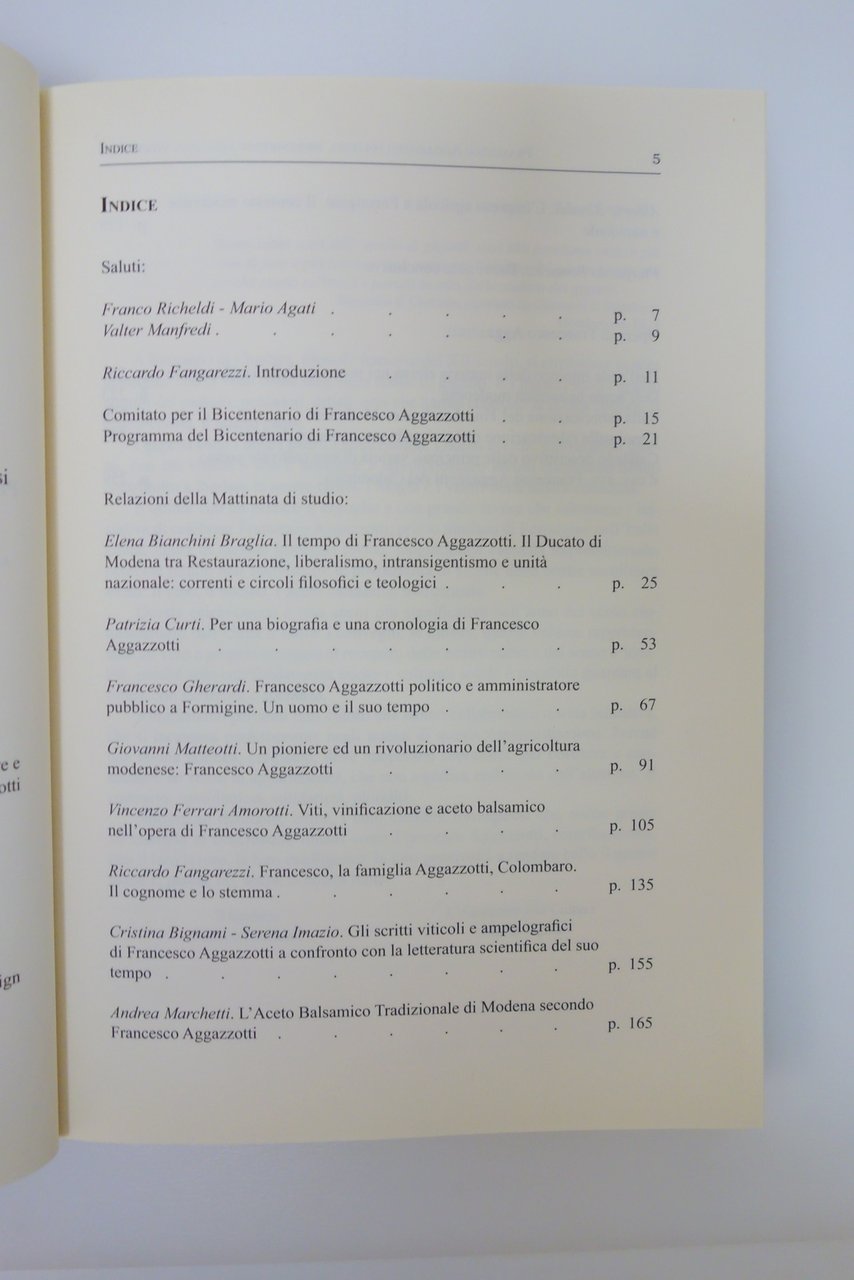 si
e e
otti
ign
INDICE
5
INDICE
Saluti:
Franco Richeldi - Mario Agati . . . . . p. 7
Valter Manfredi . . . . . . . p. 9
Riccardo Fangarezzi. Introduzione . . . . p. 11
Comitato per il Bicentenario di Francesco Aggazzotti . . p. 15
Programma del Bicentenario di Francesco Aggazzotti . . p. 21
Relazioni della Mattinata di studio:
Elena Bianchini Braglia. Il tempo di Francesco Aggazzotti. Il Ducato di
Modena tra Restaurazione, liberalismo, intransigentismo e unità
nazionale: correnti e circoli filosofici e teologici . . . p. 25
Patrizia Curti. Per una biografia e una cronologia di Francesco
Aggazzotti . . . . . . . p. 53
Francesco Gherardi. Francesco Aggazzotti politico e amministratore
pubblico a Formigine. Un uomo e il suo tempo . . . p. 67
Giovanni Matteotti. Un pioniere ed un rivoluzionario dell'agricoltura
modenese: Francesco Aggazzotti . . . . p. 91
Vincenzo Ferrari Amorotti. Viti, vinificazione e aceto balsamico
nell'opera di Francesco Aggazzotti . . . . p. 105
Riccardo Fangarezzi. Francesco, la famiglia Aggazzotti, Colombaro.
Il cognome e lo stemma . . . . . . p. 135
Cristina Bignami - Serena Imazio. Gli scritti viticoli e ampelografici
di Francesco Aggazzotti a confronto con la letteratura scientifica del suo
tempo . . . . . . . . p. 155
Andrea Marchetti. L'Aceto Balsamico Tradizionale di Modena secondo
Francesco Aggazzotti . . . . . . p. 165